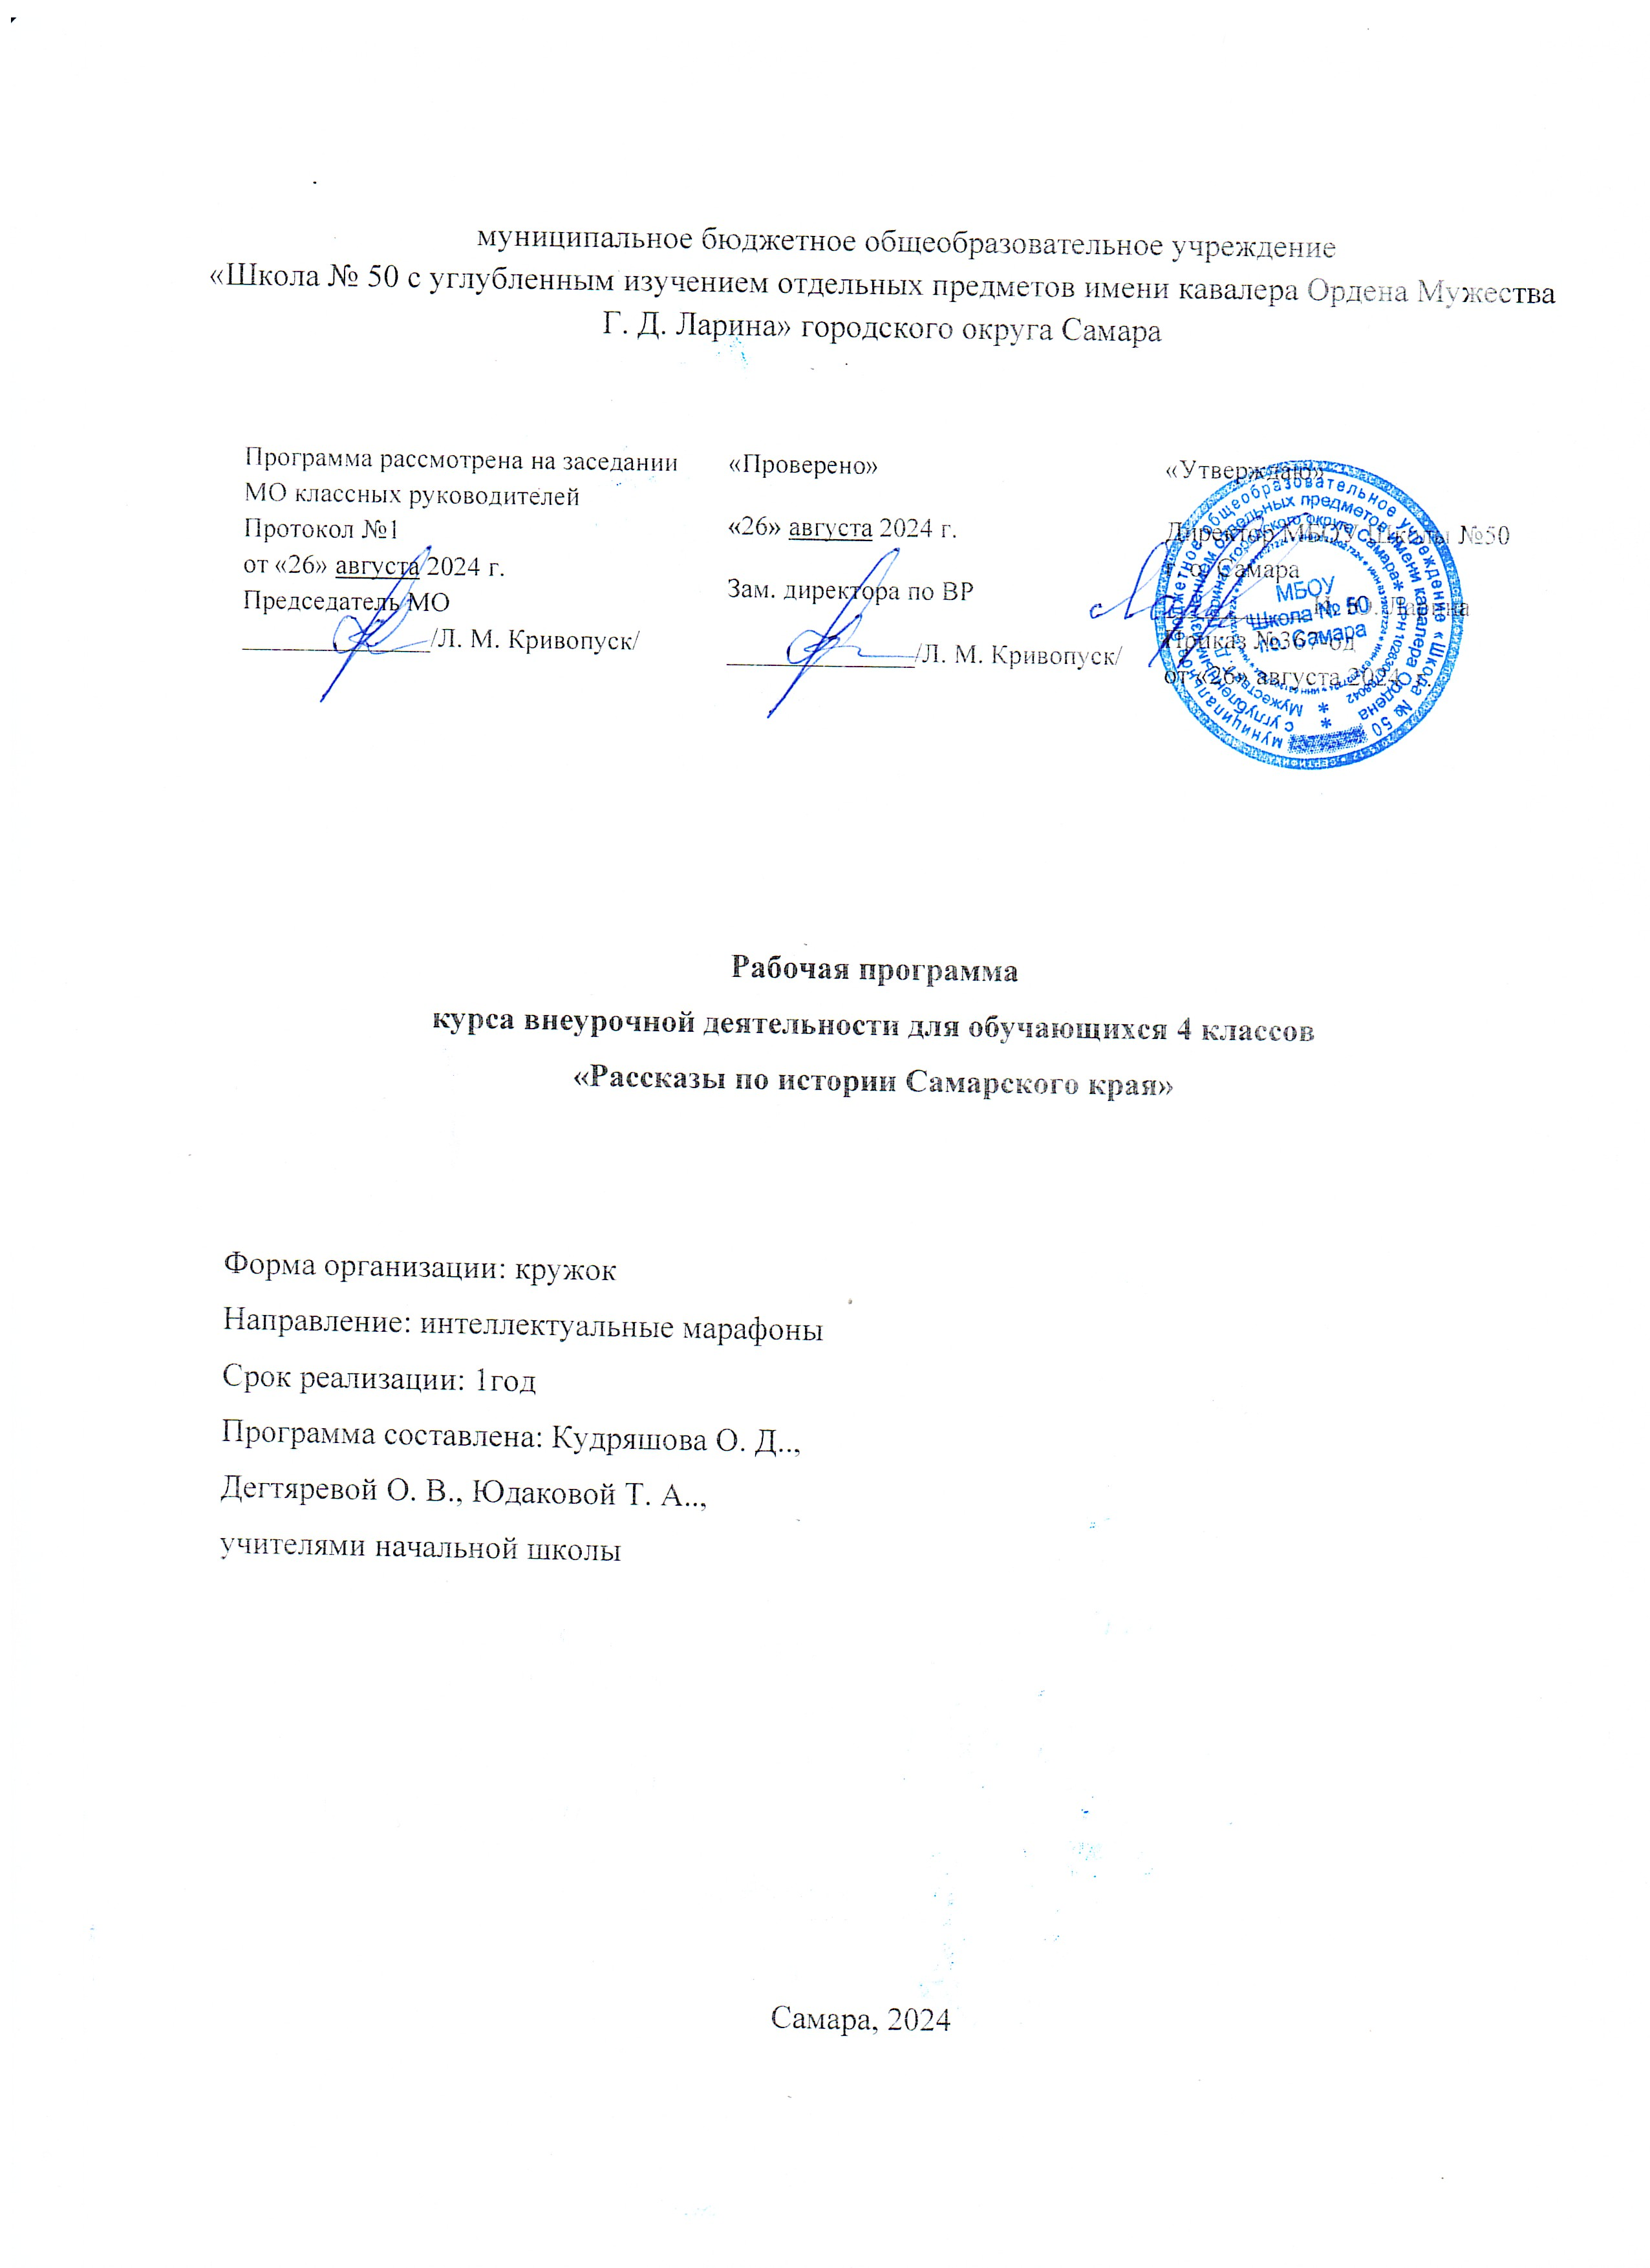 муниципальное бюджетное общеобразовательное учреждение
«Школа № 50 с углубленным изучением отдельных предметов имени кавалера Ордена Мужества
Г. Д. Ларина» городского округа Самара
Программа рассмотрена на заседании
МО классных руководителей
Протокол №1
от «26» августа 2024 г.
Председатель МО
/Л. М. Кривопуск/
«Проверено»
«26» августа 2024 г.
Зам. директора по ВР
/Л. М. Кривопуск/
«Утверждаю»
Директор МБОУ Школы №50
г. о. Самара
Ларина
Приказ №367-од
от «26» августа 2024
МБОУ
Школа № 50
г.о. Самара
Рабочая программа
курса внеурочной деятельности для обучающихся 4 классов
«Рассказы по истории Самарского края»
Форма организации: кружок
Направление: интеллектуальные марафоны
Срок реализации: 1год
Программа составлена: Кудряшова О. Д..,
Дегтяревой О. В., Юдаковой Т. А..,
учителями начальной школы
Самара, 2024